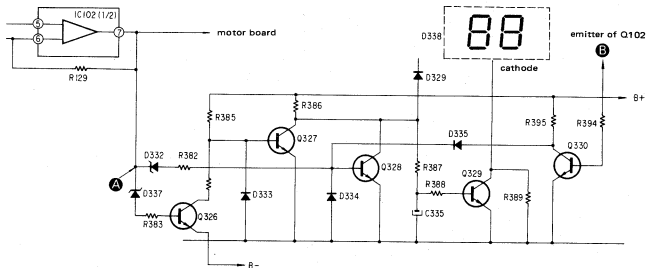 IC102 (1/2)
5
6
7
motor board
R129
D338
88
cathode
emitter of Q102
B
D329
B+
R385
R386
Q327
D335
R395
R394
Q330
D332
R382
Q328
R387
Q329
A
D337
R388
R389
R383
Q326
D333
D334
C335
B-